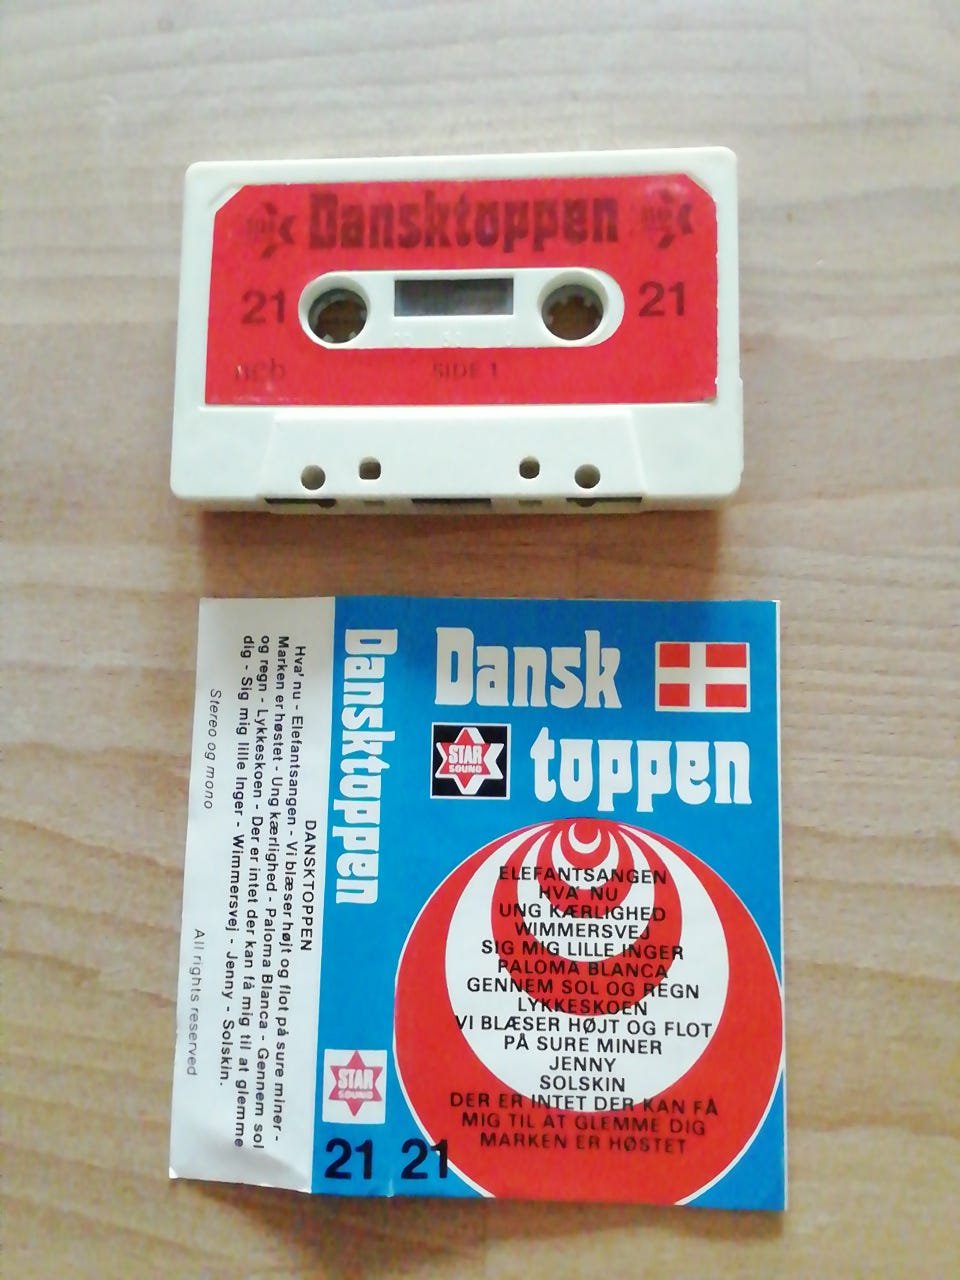 Dansktoppen
21
21
ncb
SIDE 1
Dansk
toppen
STAR
SOUND
ELEFANTSANGEN
HVA' NU
UNG KÆRLIGHED
WIMMERSVEJ
SIG MIG LILLE INGER
PALOMA BLANCA
GENNEM SOL OG REGN
LYKKESKOEN
VI BLÆSER HØJT OG FLOT
PÅ SURE MINER
JENNY
SOLSKIN
DER ER INTET DER KAN FÅ
MIG TIL AT GLEMME DIG
MARKEN ER HØSTET
21
Dansktoppen
STAR
SOUND
21
DANSKTOPPEN
Hva' nu - Elefantsangen - Vi blæser højt og flot på sure miner -
Marken er høstet - Ung kærlighed - Paloma Blanca - Gennem sol
og regn - Lykkeskoen - Der er intet der kan få mig til at glemme
dig - Sig mig lille Inger - Wimmersvej - Jenny - Solskin.
Stereo og mono
All rights reserved